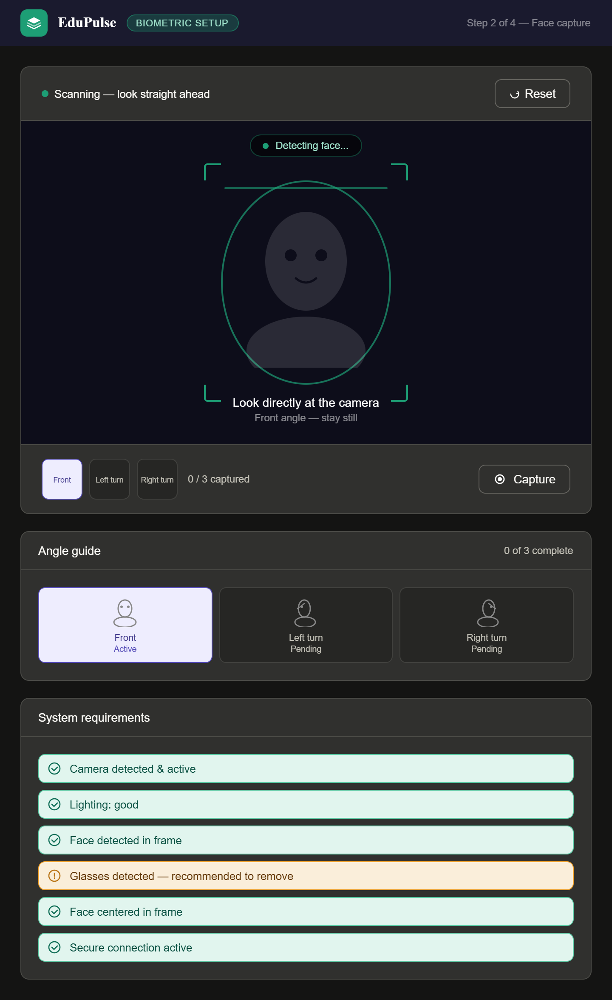 EduPulse
BIOMETRIC SETUP
Step 2 of 4 — Face capture
Scanning — look straight ahead
Reset
Detecting face...
Look directly at the camera
Front angle — stay still
Front
Left turn
Right turn
0 / 3 captured
Capture
Angle guide
0 of 3 complete
Front
Active
Left turn
Pending
Right turn
Pending
System requirements
Camera detected & active
Lighting: good
Face detected in frame
Glasses detected — recommended to remove
Face centered in frame
Secure connection active